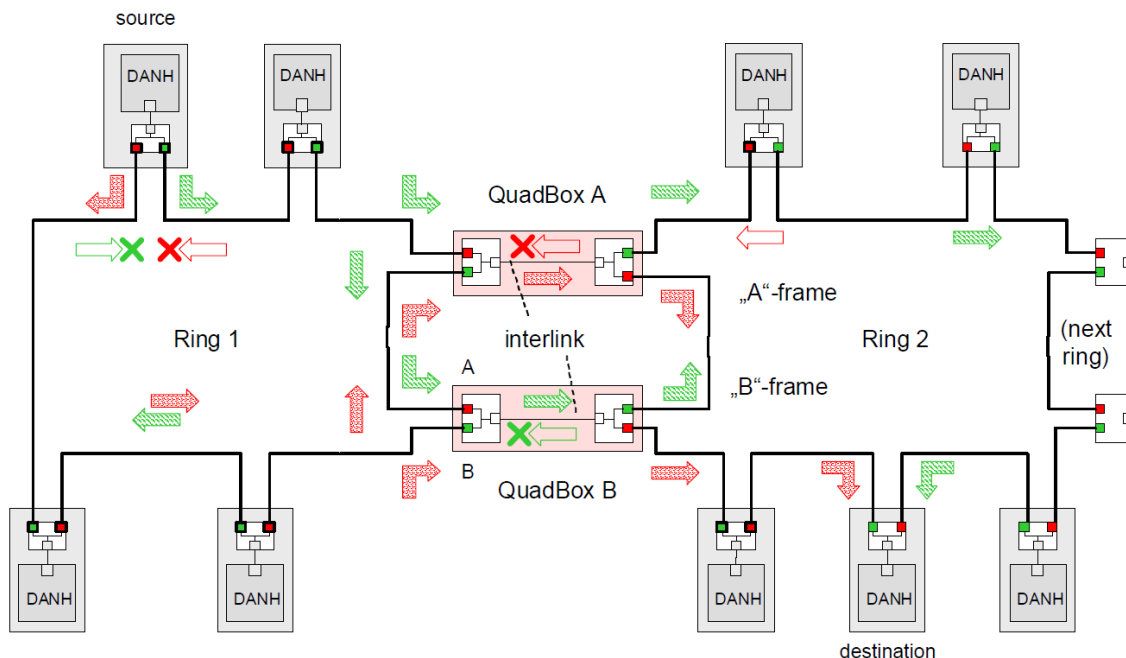 source
DANH
DANH
DANH
DANH
QuadBox A
„A“-frame
Ring 1
interlink
Ring 2
(next
ring)
A
„B“-frame
B
QuadBox B
DANH
DANH
DANH
DANH
DANH
destination